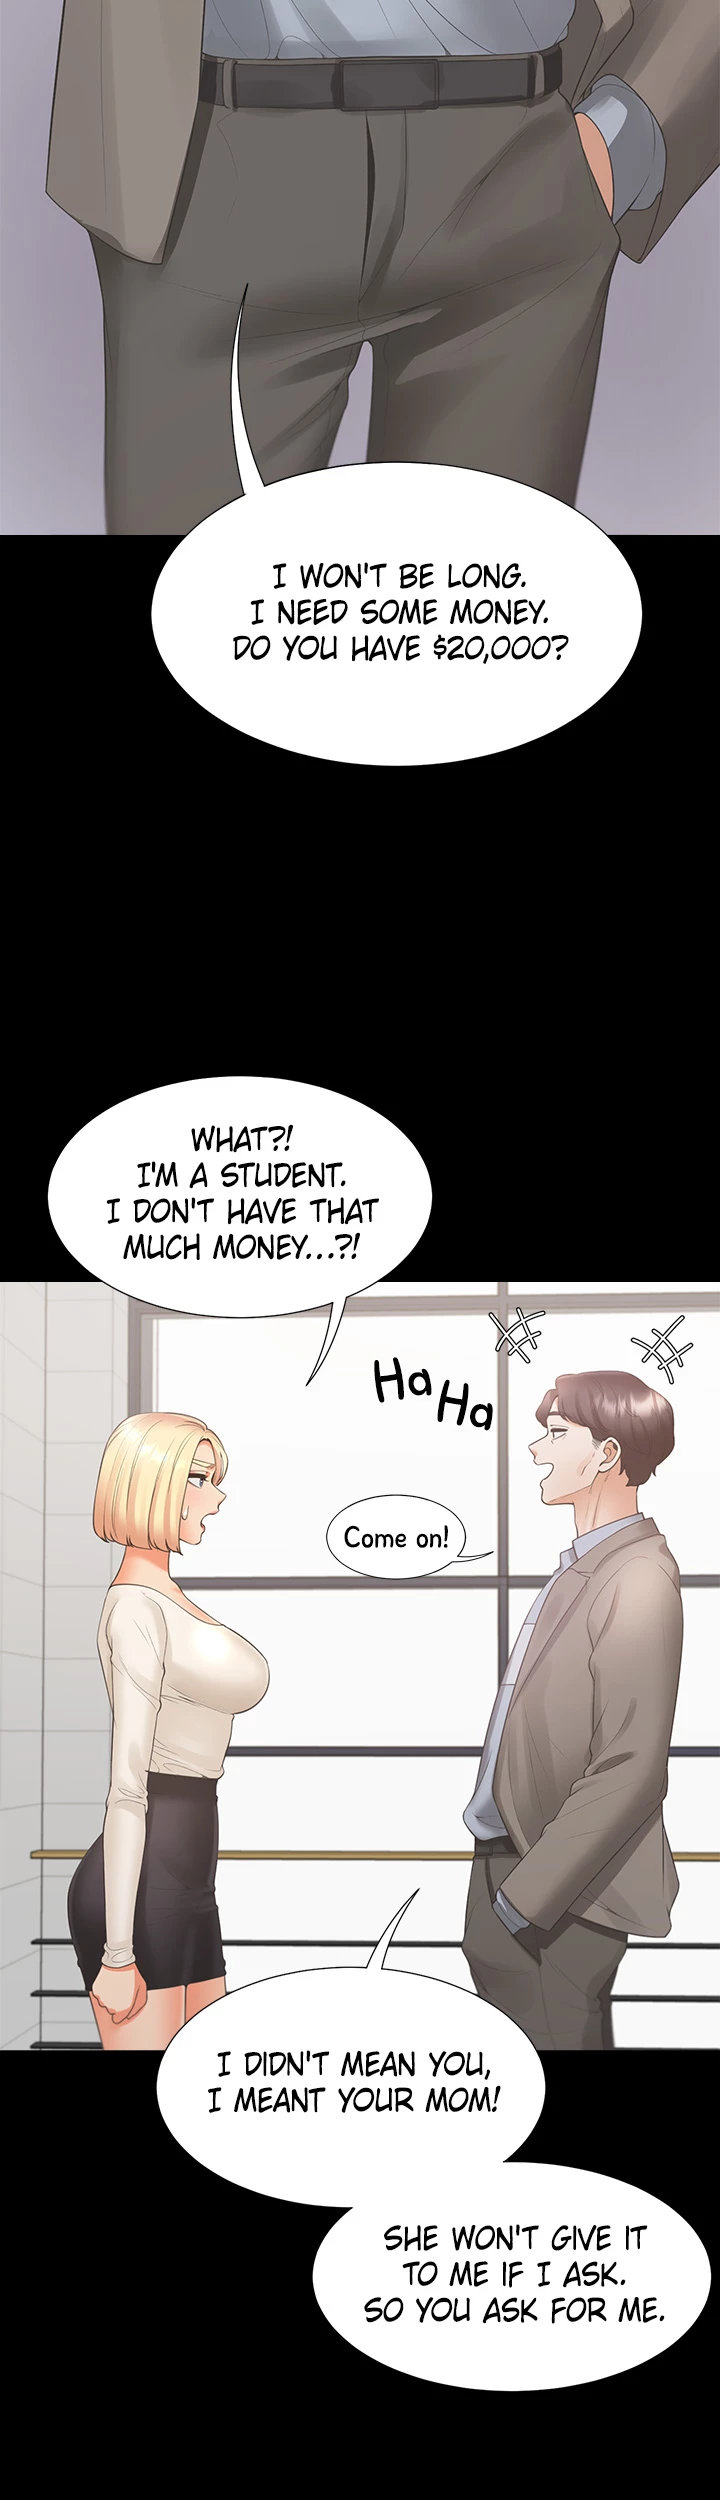 I WON'T BE LONG.
I NEED SOME MONEY.
DO YOU HAVE $20,000?
WHAT?!
I'M A STUDENT.
I DON'T HAVE THAT
MUCH MONEY...?!
Ha
Ha
Come on!
I DIDN'T MEAN YOU,
I MEANT YOUR MOM!
SHE WON'T GIVE IT
TO ME IF I ASK.
SO YOU ASK FOR ME.